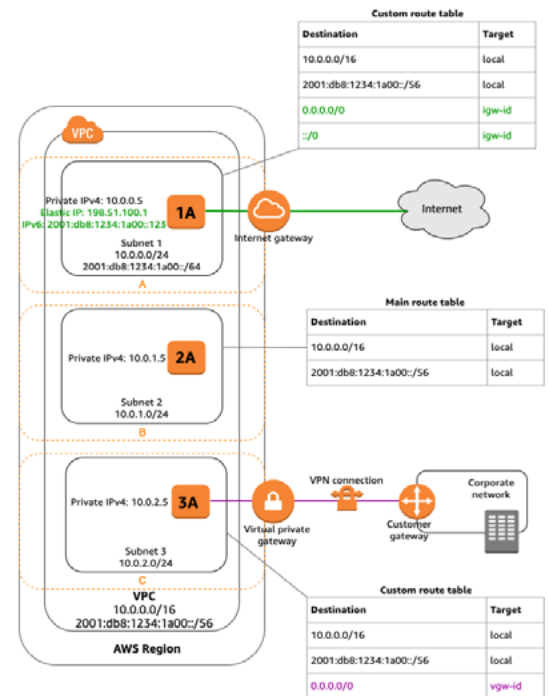 Custom route table
Destination Target
10.0.0.0/16 local
2001:db8:1234:1a00::/56 local
0.0.0.0/0 igw-id
::/0 igw-id
VPC
Private IPv4: 10.0.0.5
Elastic IP: 198.51.100.1
IPv6: 2001:db8:1234:1a00::123
1A
Internet gateway
Internet
Subnet 1
10.0.0.0/24
2001:db8:1234:1a00::/64
A
Main route table
Destination Target
10.0.0.0/16 local
2001:db8:1234:1a00::/56 local
Private IPv4: 10.0.1.5
2A
Subnet 2
10.0.1.0/24
B
Private IPv4: 10.0.2.5
3A
Virtual private
gateway
VPN connection
Customer
gateway
Corporate
network
Subnet 3
10.0.2.0/24
C
VPC
10.0.0.0/16
2001:db8:1234:1a00::/56
AWS Region
Custom route table
Destination Target
10.0.0.0/16 local
2001:db8:1234:1a00::/56 local
0.0.0.0/0 vgw-id